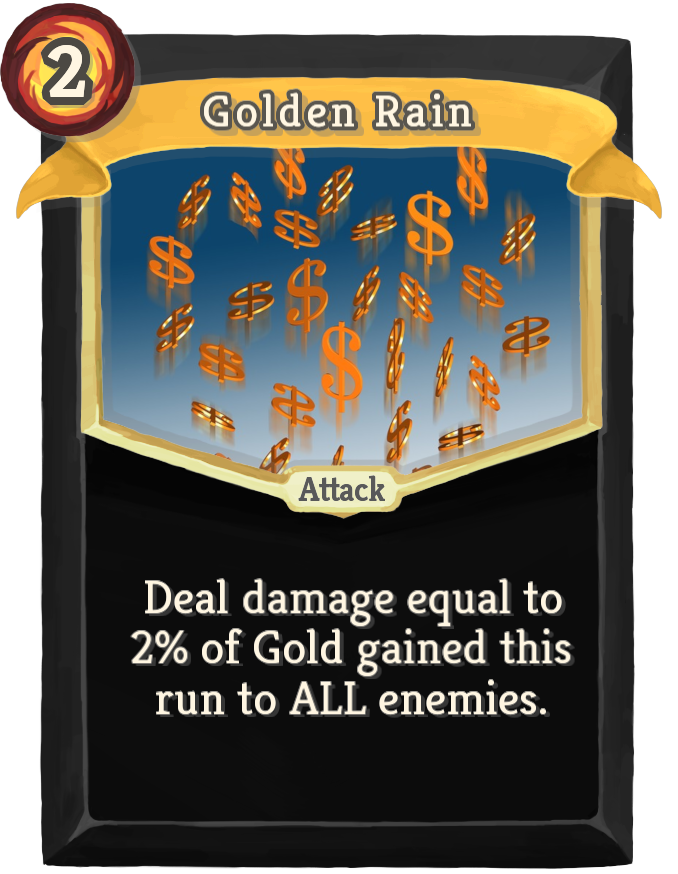 2
Golden Rain
Attack
Deal damage equal to
2% of Gold gained this
run to ALL enemies.